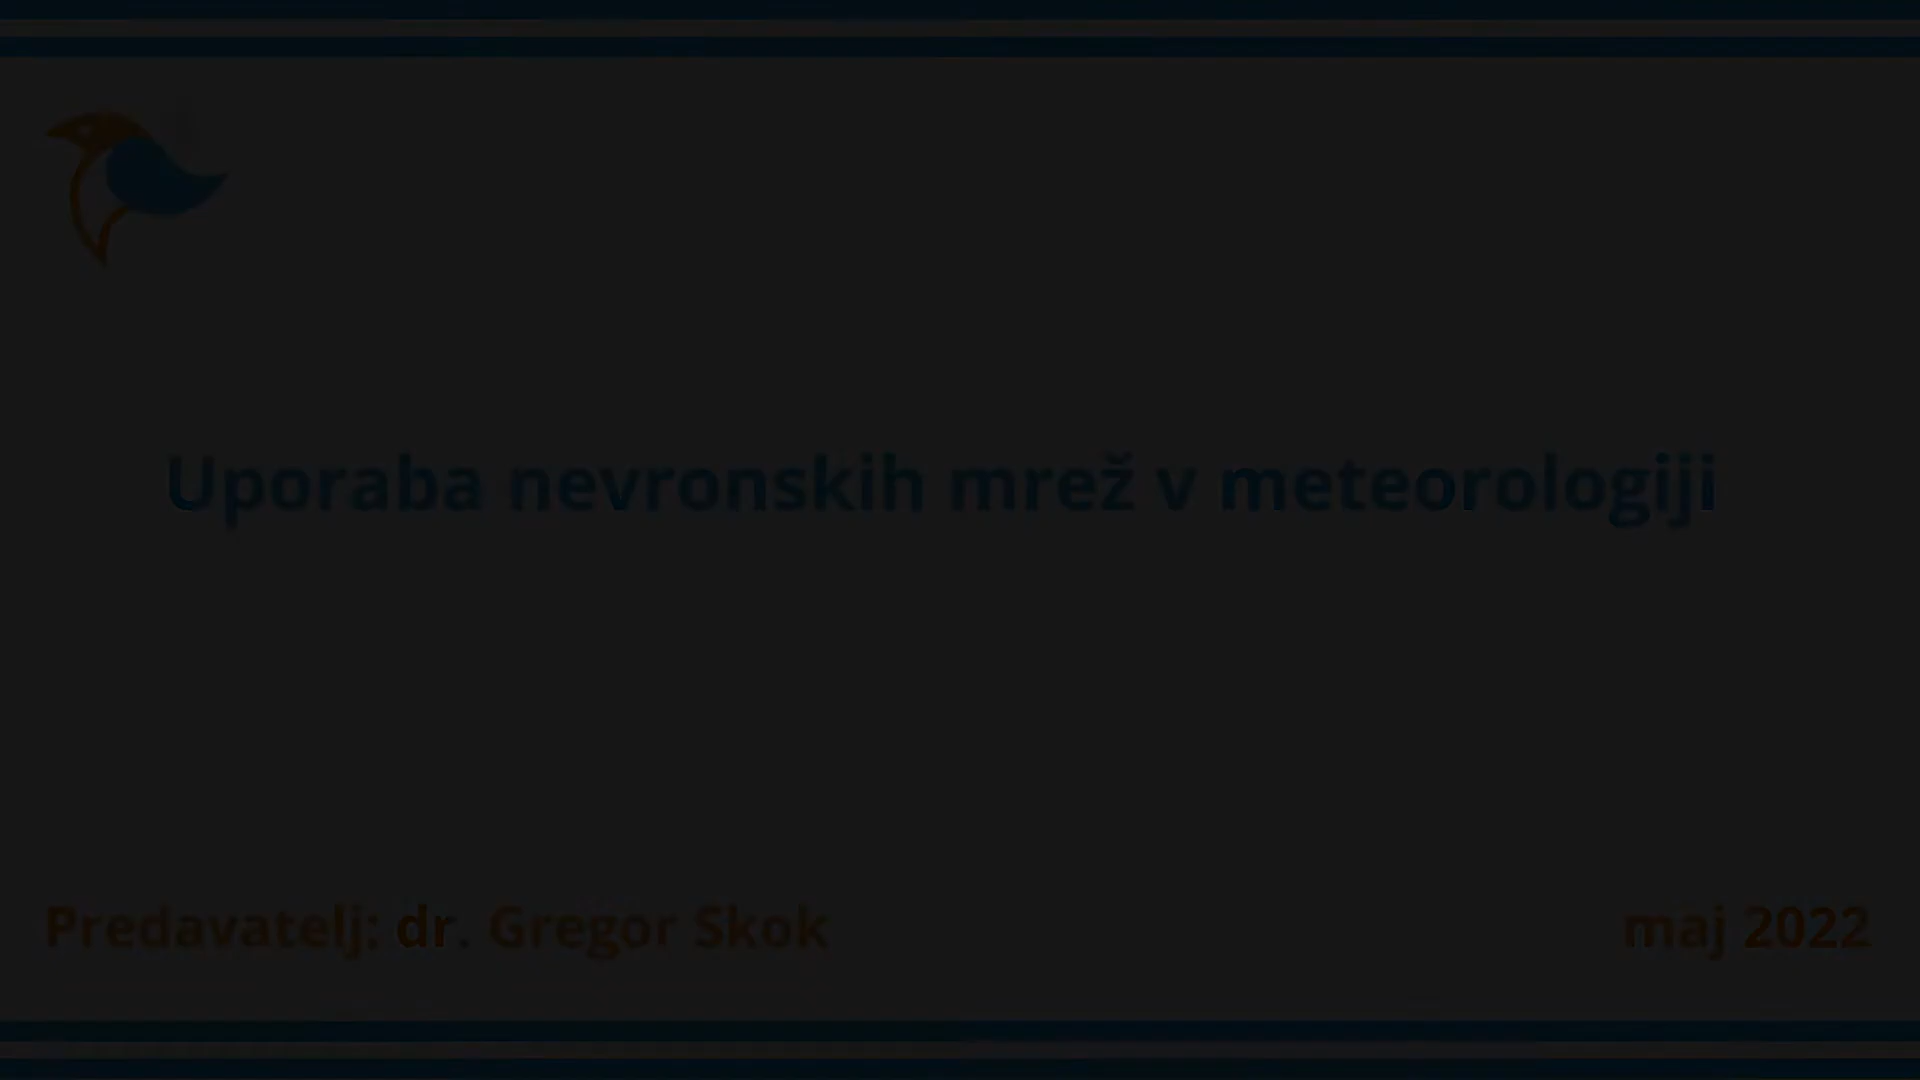 Uporaba nevronskih mrež v meteorologiji
Predavatelj: dr. Gregor Skok
maj 2022